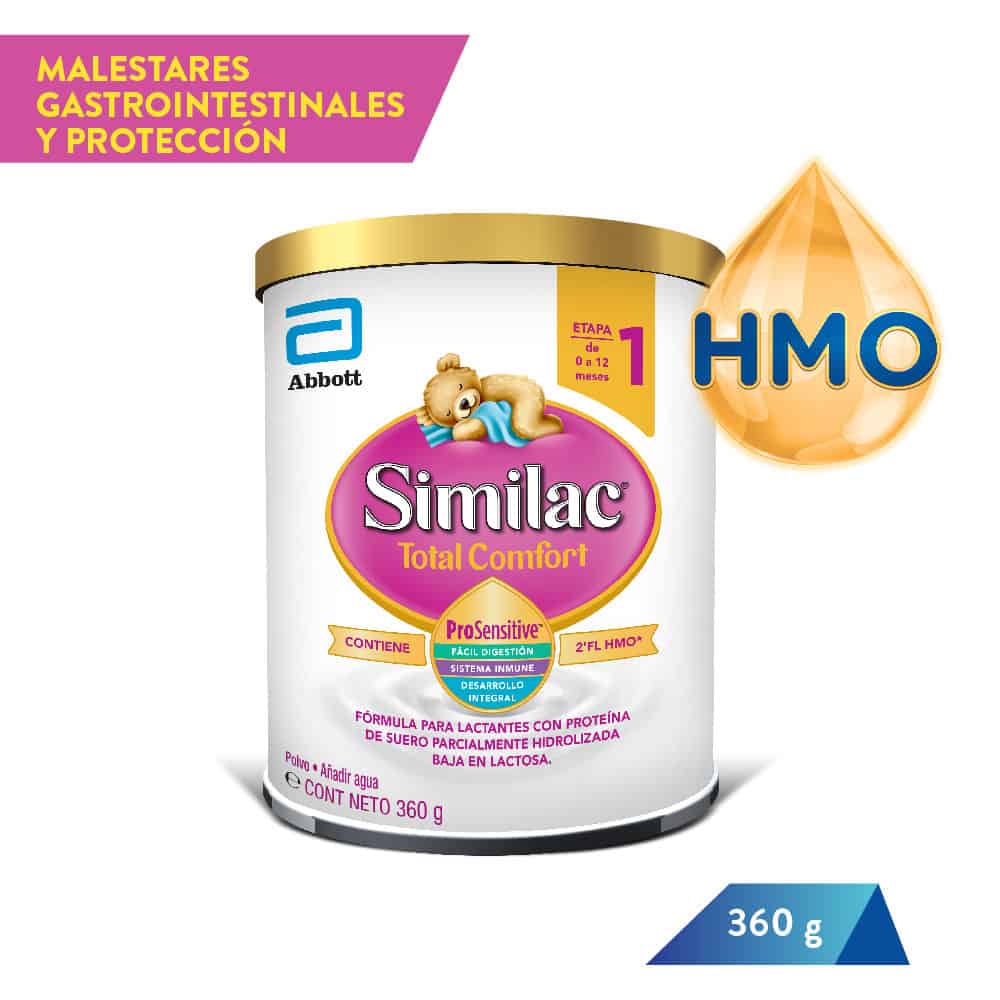 MALESTARES
GASTROINTESTINALES
Y PROTECCIÓN
HMO
Abbott
ETAPA
de
0 a 12
meses
1
Similac®
Total Comfort
ProSensitive™
FÁCIL DIGESTIÓN
SISTEMA INMUNE
DESARROLLO
INTEGRAL
CONTIENE
2'FL HMO*
FÓRMULA PARA LACTANTES CON PROTEÍNA
DE SUERO PARCIALMENTE HIDROLIZADA
BAJA EN LACTOSA.
Polvo • Añadir agua
℮ CONT NETO 360 g
360 g